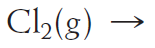 Cl₂(g) →